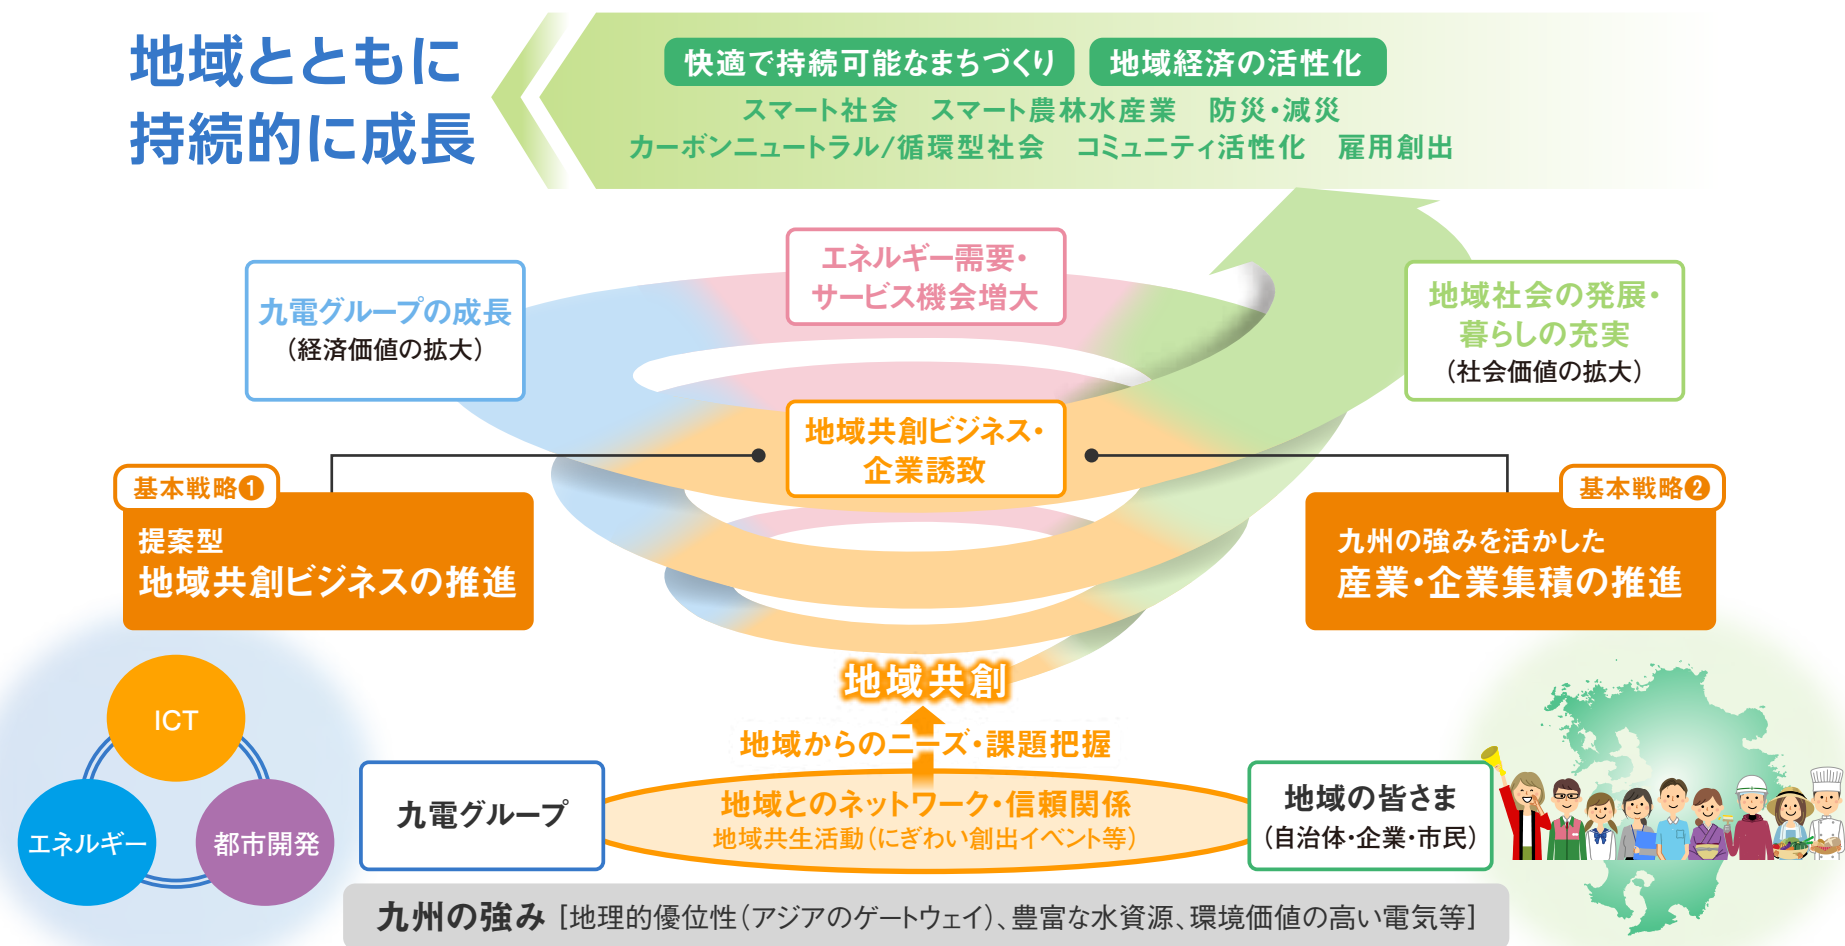 地域とともに
持続的に成長
快適で持続可能なまちづくり
地域経済の活性化
スマート社会　スマート農林水産業　防災・減災
カーボンニュートラル/循環型社会　コミュニティ活性化　雇用創出
エネルギー需要・
サービス機会増大
九電グループの成長
（経済価値の拡大）
地域社会の発展・
暮らしの充実
（社会価値の拡大）
地域共創ビジネス・
企業誘致
基本戦略❶
提案型
地域共創ビジネスの推進
基本戦略❷
九州の強みを活かした
産業・企業集積の推進
地域共創
地域からのニーズ・課題把握
ICT
エネルギー
都市開発
九電グループ
地域とのネットワーク・信頼関係
地域共生活動（にぎわい創出イベント等）
地域の皆さま
（自治体・企業・市民）
九州の強み [地理的優位性（アジアのゲートウェイ）、豊富な水資源、環境価値の高い電気等]